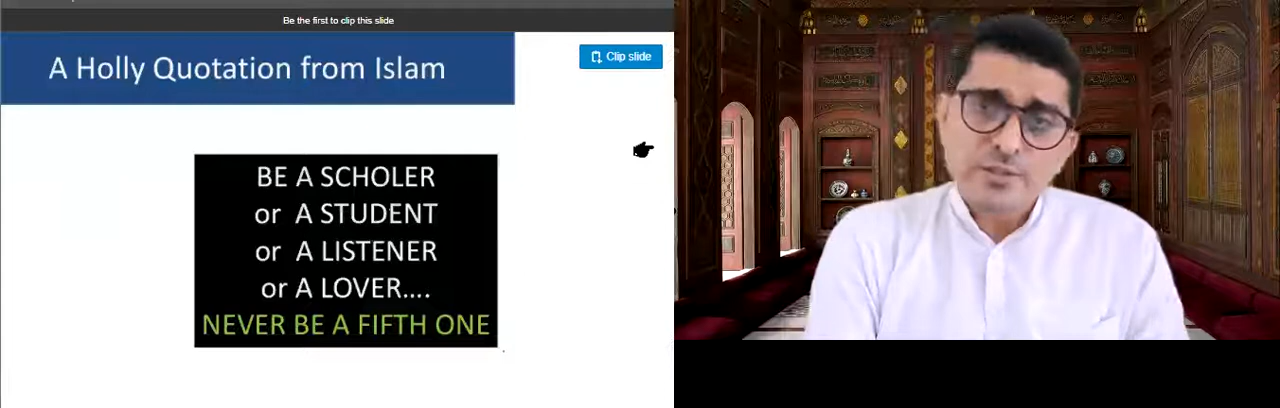 Be the first to clip this slide
A Holly Quotation from Islam
Clip slide
BE A SCHOLER
or A STUDENT
or A LISTENER
or A LOVER....
NEVER BE A FIFTH ONE